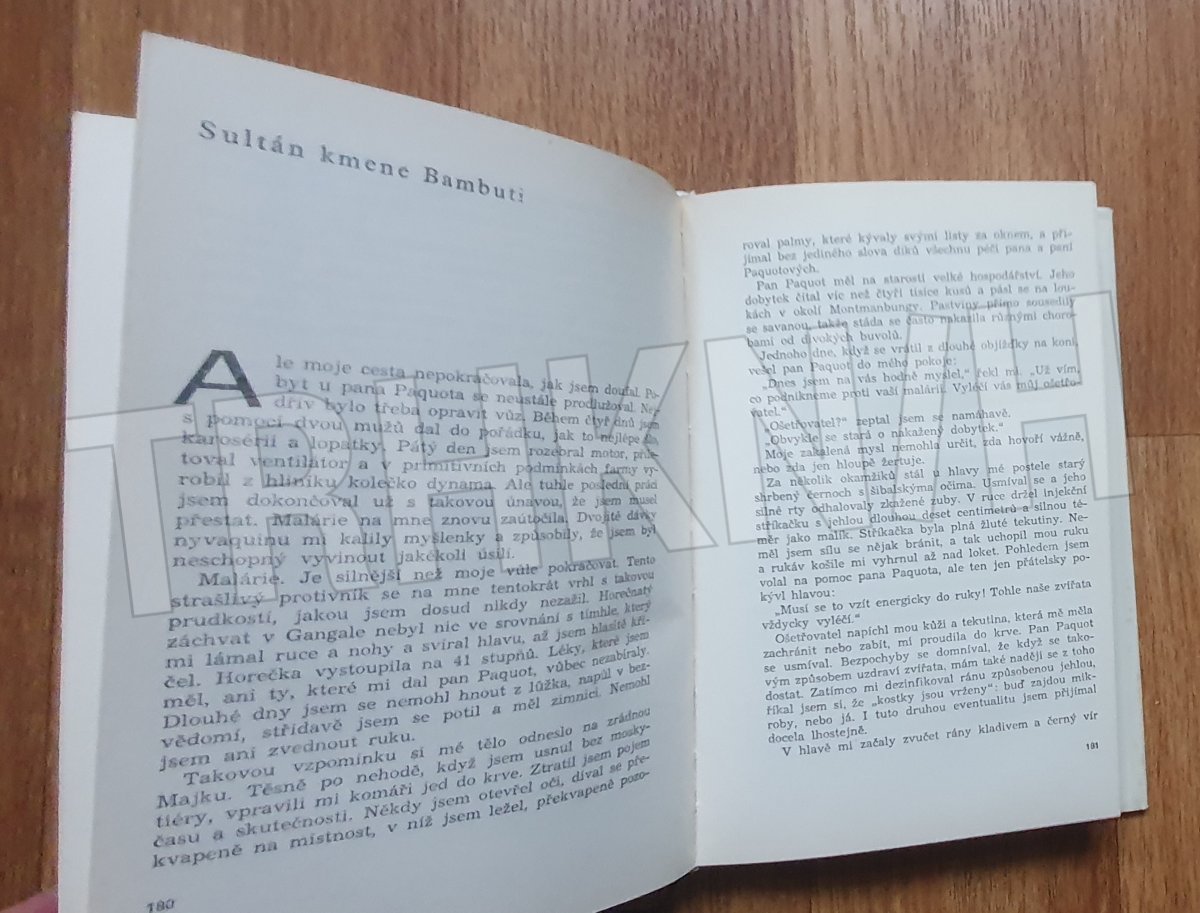 Sultán kmene Bambuti
Ale moje cesta nepokračovala, jak jsem doufal. Po-
byt u pana Paquota se neustále prodlužoval. Nej-
dřív bylo třeba opravit vůz. Během čtyř dnů jsem
s pomocí dvou mužů dal do pořádku, jak to nejlépe šlo,
karosérii a lopatky. Pátý den jsem rozebral motor, přile-
toval ventilátor a v primitivních podmínkách farmy vy-
robil z hliníku kolečko dynama. Ale tuhle poslední práci
jsem dokončoval už s takovou únavou, že jsem musel
přestat. Malárie na mne znovu zaútočila. Dvojité dávky
nyvaquinu mi kalily myšlenky a způsobily, že jsem byl
neschopný vyvinout jakékoli úsilí.
Malárie. Je silnější než moje vůle pokračovat. Tento
strašlivý protivník se na mne tentokrát vrhl s takovou
prudkostí, jakou jsem dosud nikdy nezažil. Horečnatý
záchvat v Gangale nebyl nic ve srovnání s tímhle, který
mi lámal ruce a nohy a svíral hlavu, až jsem hlasitě kři-
čel. Horečka vystoupila na 41 stupňů. Léky, které jsem
měl, ani ty, které mi dal pan Paquot, vůbec nezabíraly.
Dlouhé dny jsem se nemohl hnout z lůžka, napůl v bez-
vědomí, střídavě jsem se potil a měl zimnici. Nemohl
jsem ani zvednout ruku.
Takovou vzpomínku si mé tělo odneslo na zrádnou
Majku. Těsně po nehodě, když jsem usnul bez mosky-
tiéry, vpravili mi komáři jed do krve. Ztratil jsem pojem
času a skutečnosti. Někdy jsem otevřel oči, díval se pře-
kvapeně na místnost, v níž jsem ležel, překvapeně pozo-
180
roval palmy, které kývaly svými listy za oknem, a při-
jímal bez jediného slova díků všechnu péči pana a paní
Paquotových.
Pan Paquot měl na starosti velké hospodářství. Jeho
dobytek čítal víc než čtyři tisíce kusů a pásl se na lou-
kách v okolí Montmanbungy. Pastviny přímo sousedily
se savanou, takže stáda se často nakazila různými choro-
bami od divokých buvolů.
Jednoho dne, když se vrátil z dlouhé objížďky na koni,
vešel pan Paquot do mého pokoje:
„Dnes jsem na vás hodně myslel,“ řekl mi. „Už vím,
co podnikneme proti vaší malárii. Vyléčí vás můj ošetřo-
vatel.“
„Ošetřovatel?“ zeptal jsem se namáhavě.
„Obvykle se stará o nakažený dobytek.“
Moje zakalená mysl nemohla určit, zda hovoří vážně,
nebo zda jen hloupě žertuje.
Za několik okamžiků stál u hlavy mé postele starý
shrbený černoch s šibalskýma očima. Usmíval se a jeho
silné rty odhalovaly zkažené zuby. V ruce držel injekční
stříkačku s jehlou dlouhou deset centimetrů a silnou té-
měř jako malík. Stříkačka byla plná žluté tekutiny. Ne-
měl jsem sílu se nějak bránit, a tak uchopil mou ruku
a rukáv košile mi vyhrnul až nad loket. Pohledem jsem
volal na pomoc pana Paquota, ale ten jen přátelsky po-
kývl hlavou:
„Musí se to vzít energicky do ruky! Tohle naše zvířata
vždycky vyléčí.“
Ošetřovatel napíchl mou kůži a tekutina, která mě měla
zachránit nebo zabít, mi proudila do krve. Pan Paquot
se usmíval. Bezpochyby se domníval, že když se tako-
vým způsobem uzdraví zvířata, mám také naději se z toho
dostat. Zatímco mi dezinfikoval ránu způsobenou jehlou,
říkal jsem si, že „kostky jsou vrženy“: buď zajdou mik-
roby, nebo já. I tuto druhou eventualitu jsem přijímal
docela lhostejně.
V hlavě mi začaly zvučet rány kladivem a černý vír
181